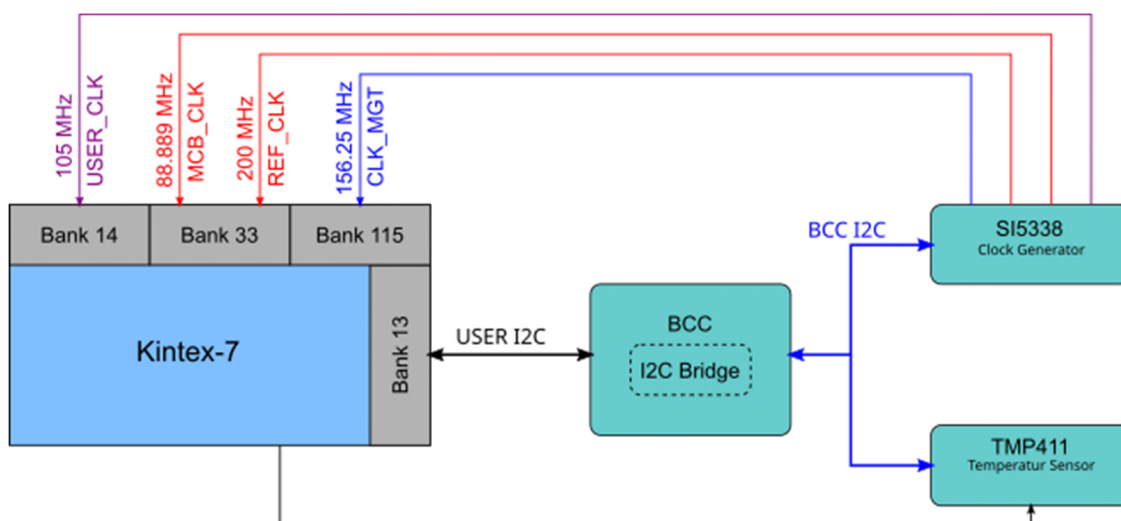 105 MHz
USER_CLK
88.889 MHz
MCB_CLK
200 MHz
REF_CLK
156.25 MHz
CLK_MGT
Bank 14
Bank 33
Bank 115
Kintex-7
Bank 13
USER I2C
BCC
I2C Bridge
BCC I2C
SI5338
Clock Generator
TMP411
Temperatur Sensor